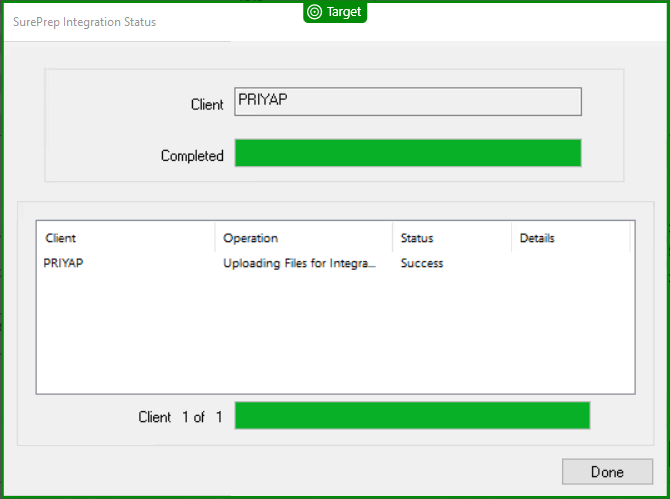 Target
SurePrep Integration Status
Client PRIYAP
Completed
Client Operation Status Details
PRIYAP Uploading Files for Integra... Success
Client 1 of 1
Done